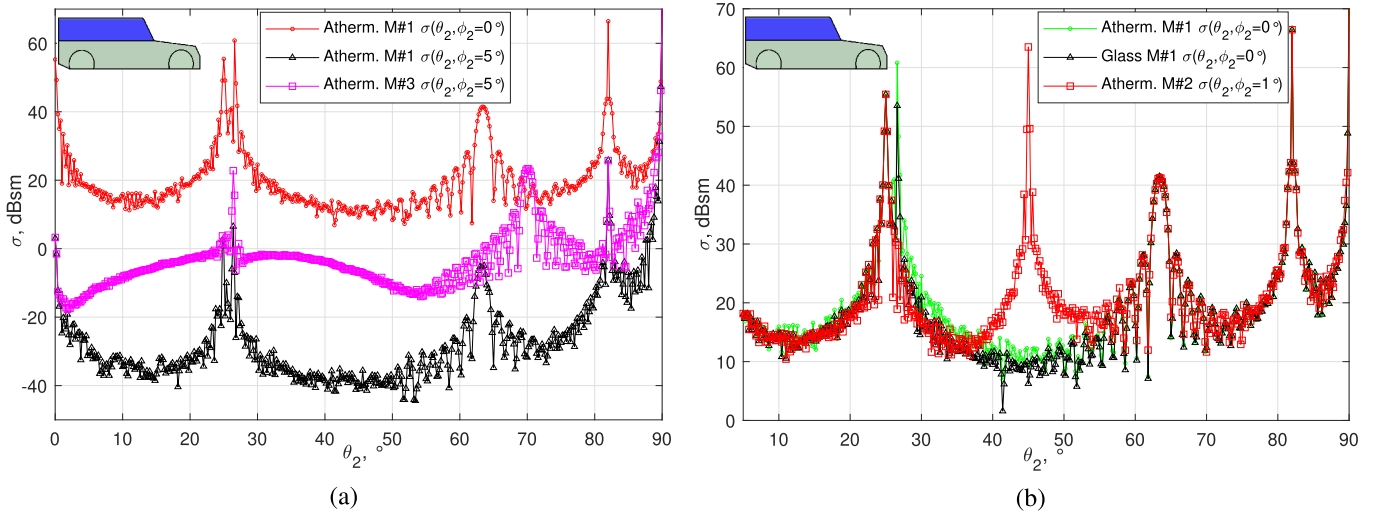 Atherm. M#1 σ(θ2,ϕ2=0°)
Atherm. M#1 σ(θ2,ϕ2=5°)
Atherm. M#3 σ(θ2,ϕ2=5°)
σ, dBsm
60
40
20
0
-20
-40
0 10 20 30 40 50 60 70 80 90
θ2, °
(a)
Atherm. M#1 σ(θ2,ϕ2=0°)
Glass M#1 σ(θ2,ϕ2=0°)
Atherm. M#2 σ(θ2,ϕ2=1°)
σ, dBsm
70
60
50
40
30
20
10
0
10 20 30 40 50 60 70 80 90
θ2, °
(b)